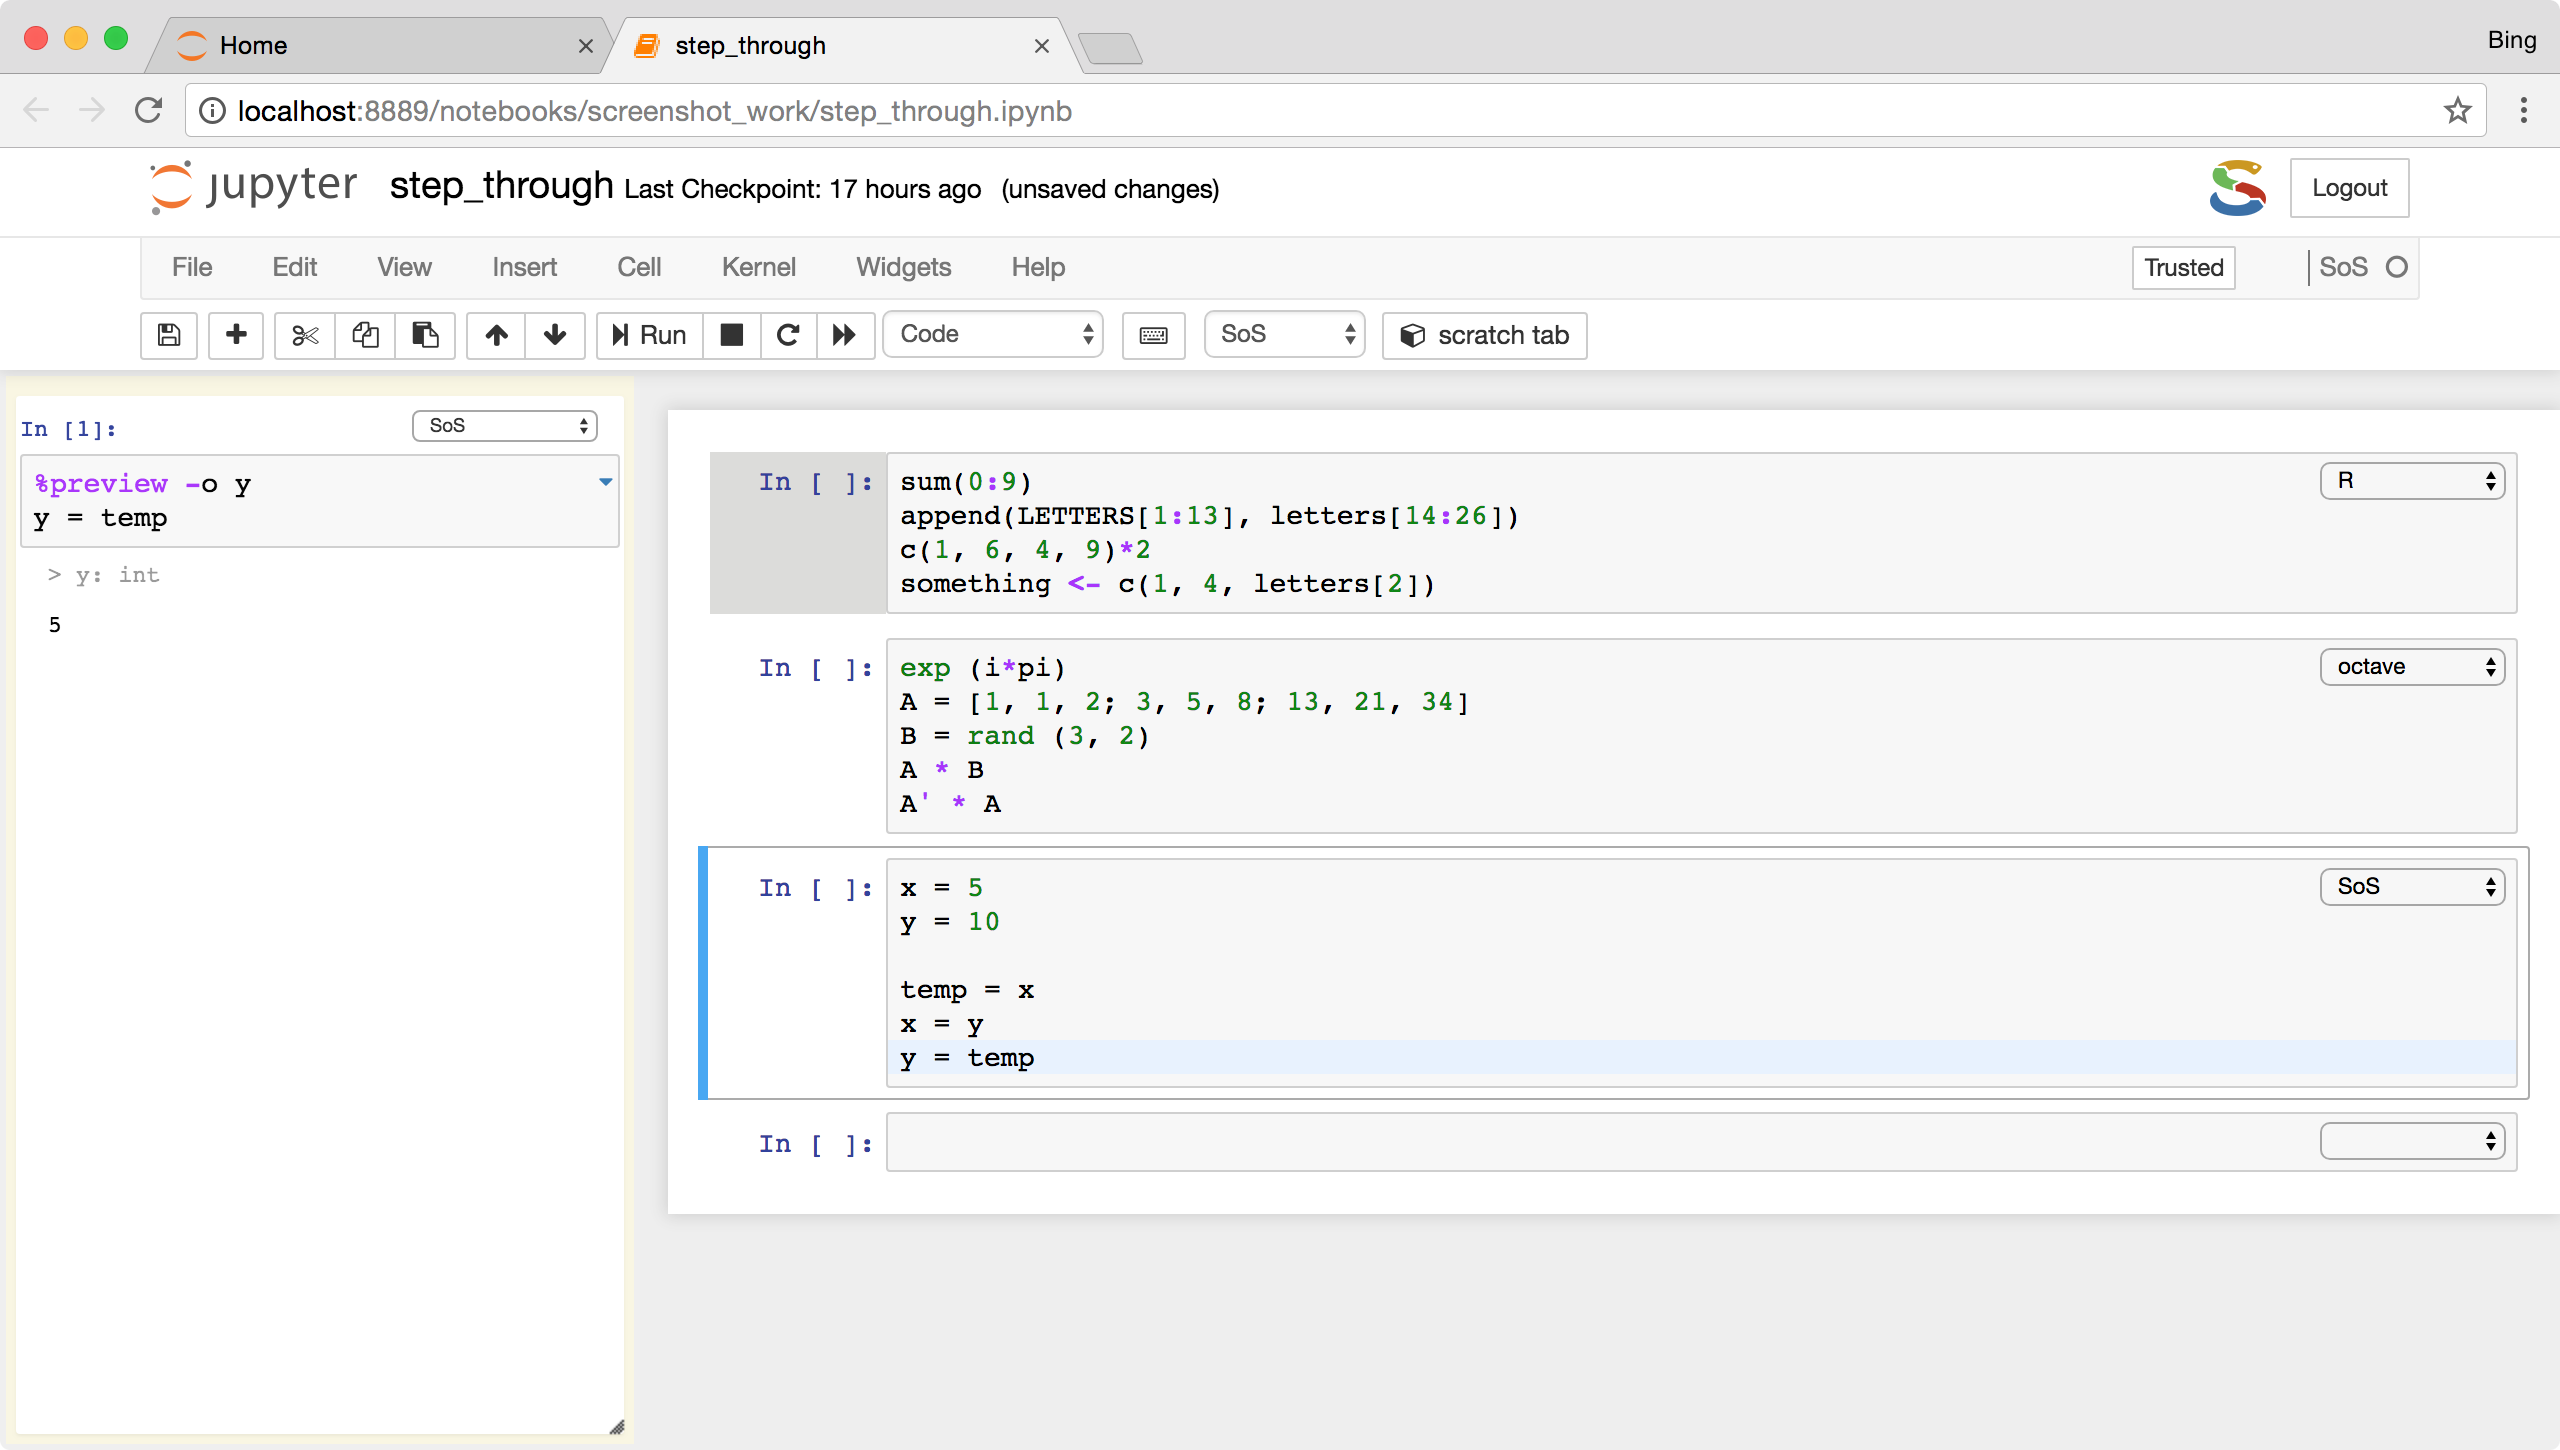 Home
step_through
Bing
localhost:8889/notebooks/screenshot_work/step_through.ipynb
jupyter step_through Last Checkpoint: 17 hours ago (unsaved changes)
Logout
File Edit View Insert Cell Kernel Widgets Help
Trusted
SoS
Run
Code
SoS
scratch tab
In [1]:
SoS
%preview -o y
y = temp
> y: int
5
In [ ]:
sum(0:9)
R
append(LETTERS[1:13], letters[14:26])
c(1, 6, 4, 9)*2
something <- c(1, 4, letters[2])
In [ ]:
exp (i*pi)
octave
A = [1, 1, 2; 3, 5, 8; 13, 21, 34]
B = rand (3, 2)
A * B
A' * A
In [ ]:
x = 5
SoS
y = 10
temp = x
x = y
y = temp
In [ ]: